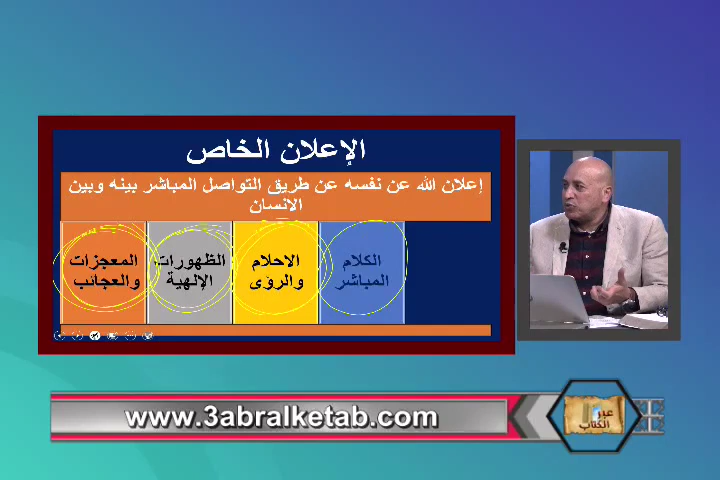 الإعلان الخاص
إعلان الله عن نفسه عن طريق التواصل المباشر بينه وبين
الانسان
الكلام
المباشر
الاحلام
والرؤى
الظهورات
الإلهية
المعجزات
والعجائب
www.3abralketab.com
عبر
الكتاب